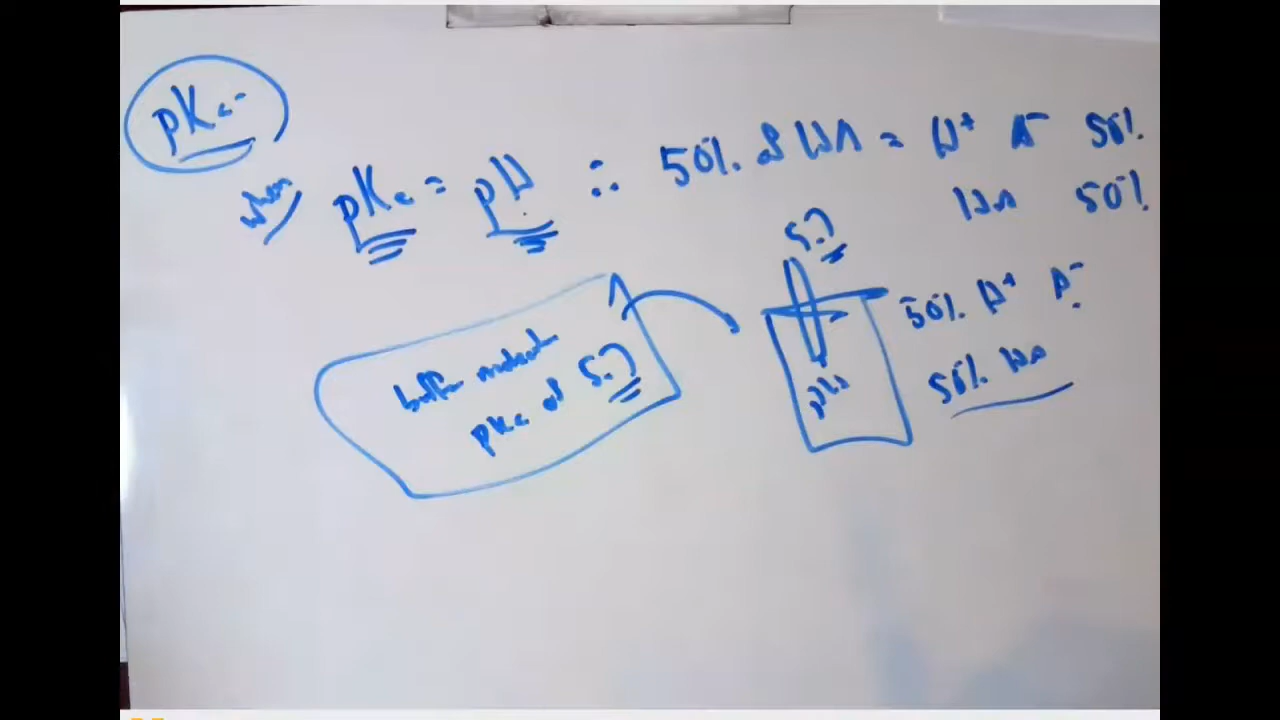 pKa
when pKa = pH ∴ 50% of HA = H+ A- 50%
HA 50%
5.7
50% H+ A-
50% HA
pH
buffer
pKa of 5.7